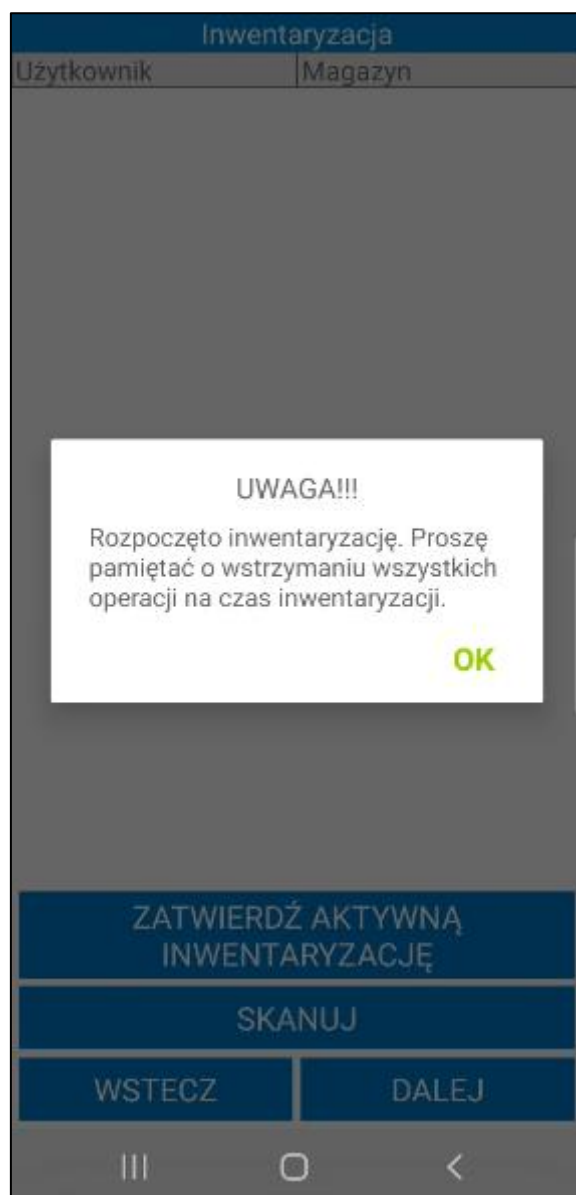 Inwentaryzacja
Użytkownik Magazyn
UWAGA!!!
Rozpoczęto inwentaryzację. Proszę
pamiętać o wstrzymaniu wszystkich
operacji na czas inwentaryzacji.
OK
ZATWIERDŹ AKTYWNĄ
INWENTARYZACJĘ
SKANUJ
WSTECZ DALEJ